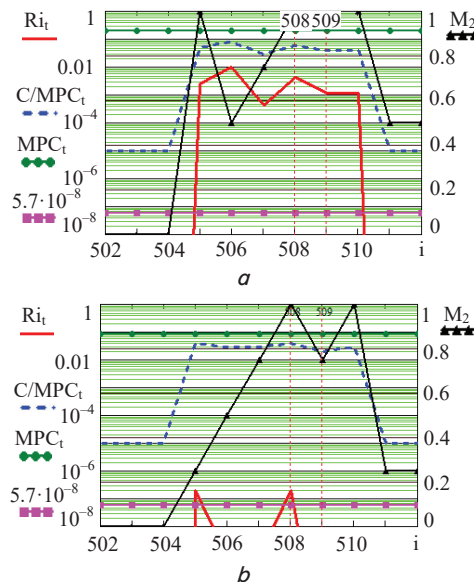 Ri_t 1 508 509 1 M_2
0.01 0.8
C/MPC_t 0.6
10^−4
MPC_t 0.4
10^−6
5.7·10^−8 0.2
10^−8 0
502 504 506 508 510 i
a
Ri_t 1 508 509 1 M_2
0.01 0.8
C/MPC_t 0.6
10^−4
MPC_t 0.4
10^−6
5.7·10^−8 0.2
10^−8 0
502 504 506 508 510 i
b